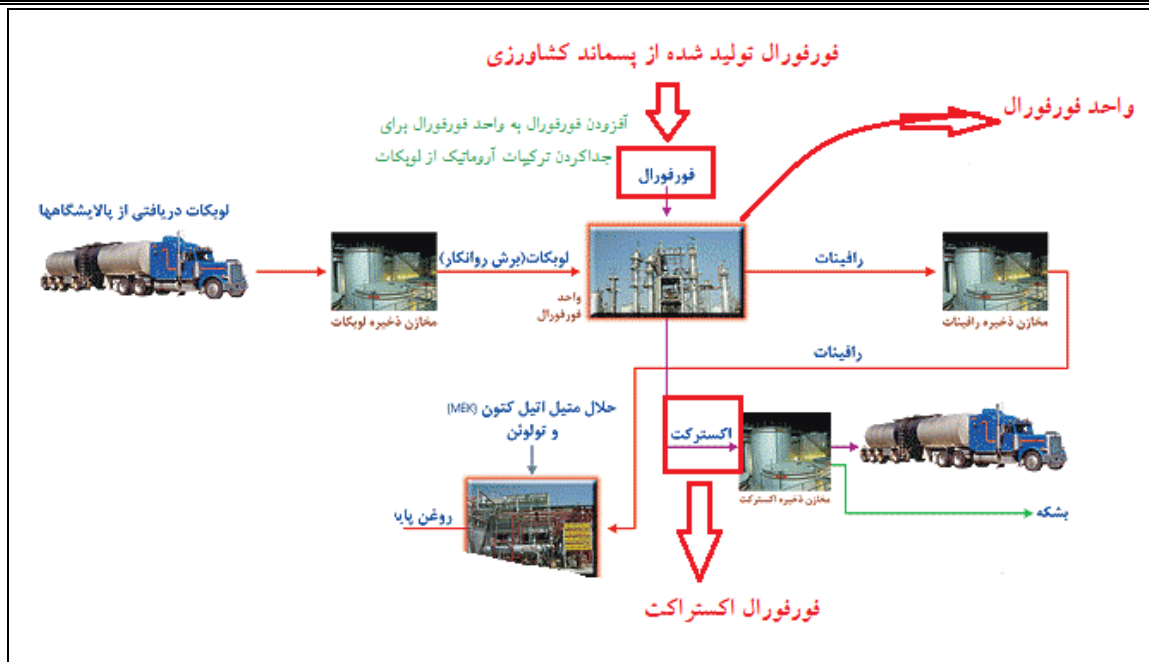 فورفورال تولید شده از پسماند کشاورزی
واحد فورفورال
آفزودن فورفورال به واحد فورفورال برای
جداکردن ترکیبات آروماتیک از لوبکات
فورفورال
لوبکات دریافتی از پالایشگاهها
لوبکات(برش روانکار)
رافینات
واحد
فورفورال
مخازن ذخیره لوبکات
مخازن ذخیره رافینات
رافینات
حلال متیل اتیل کتون (MEK)
و تولوئن
اکسترکت
مخازن ذخیره اکسترکت
بشکه
روغن پایه
فورفورال اکستراکت